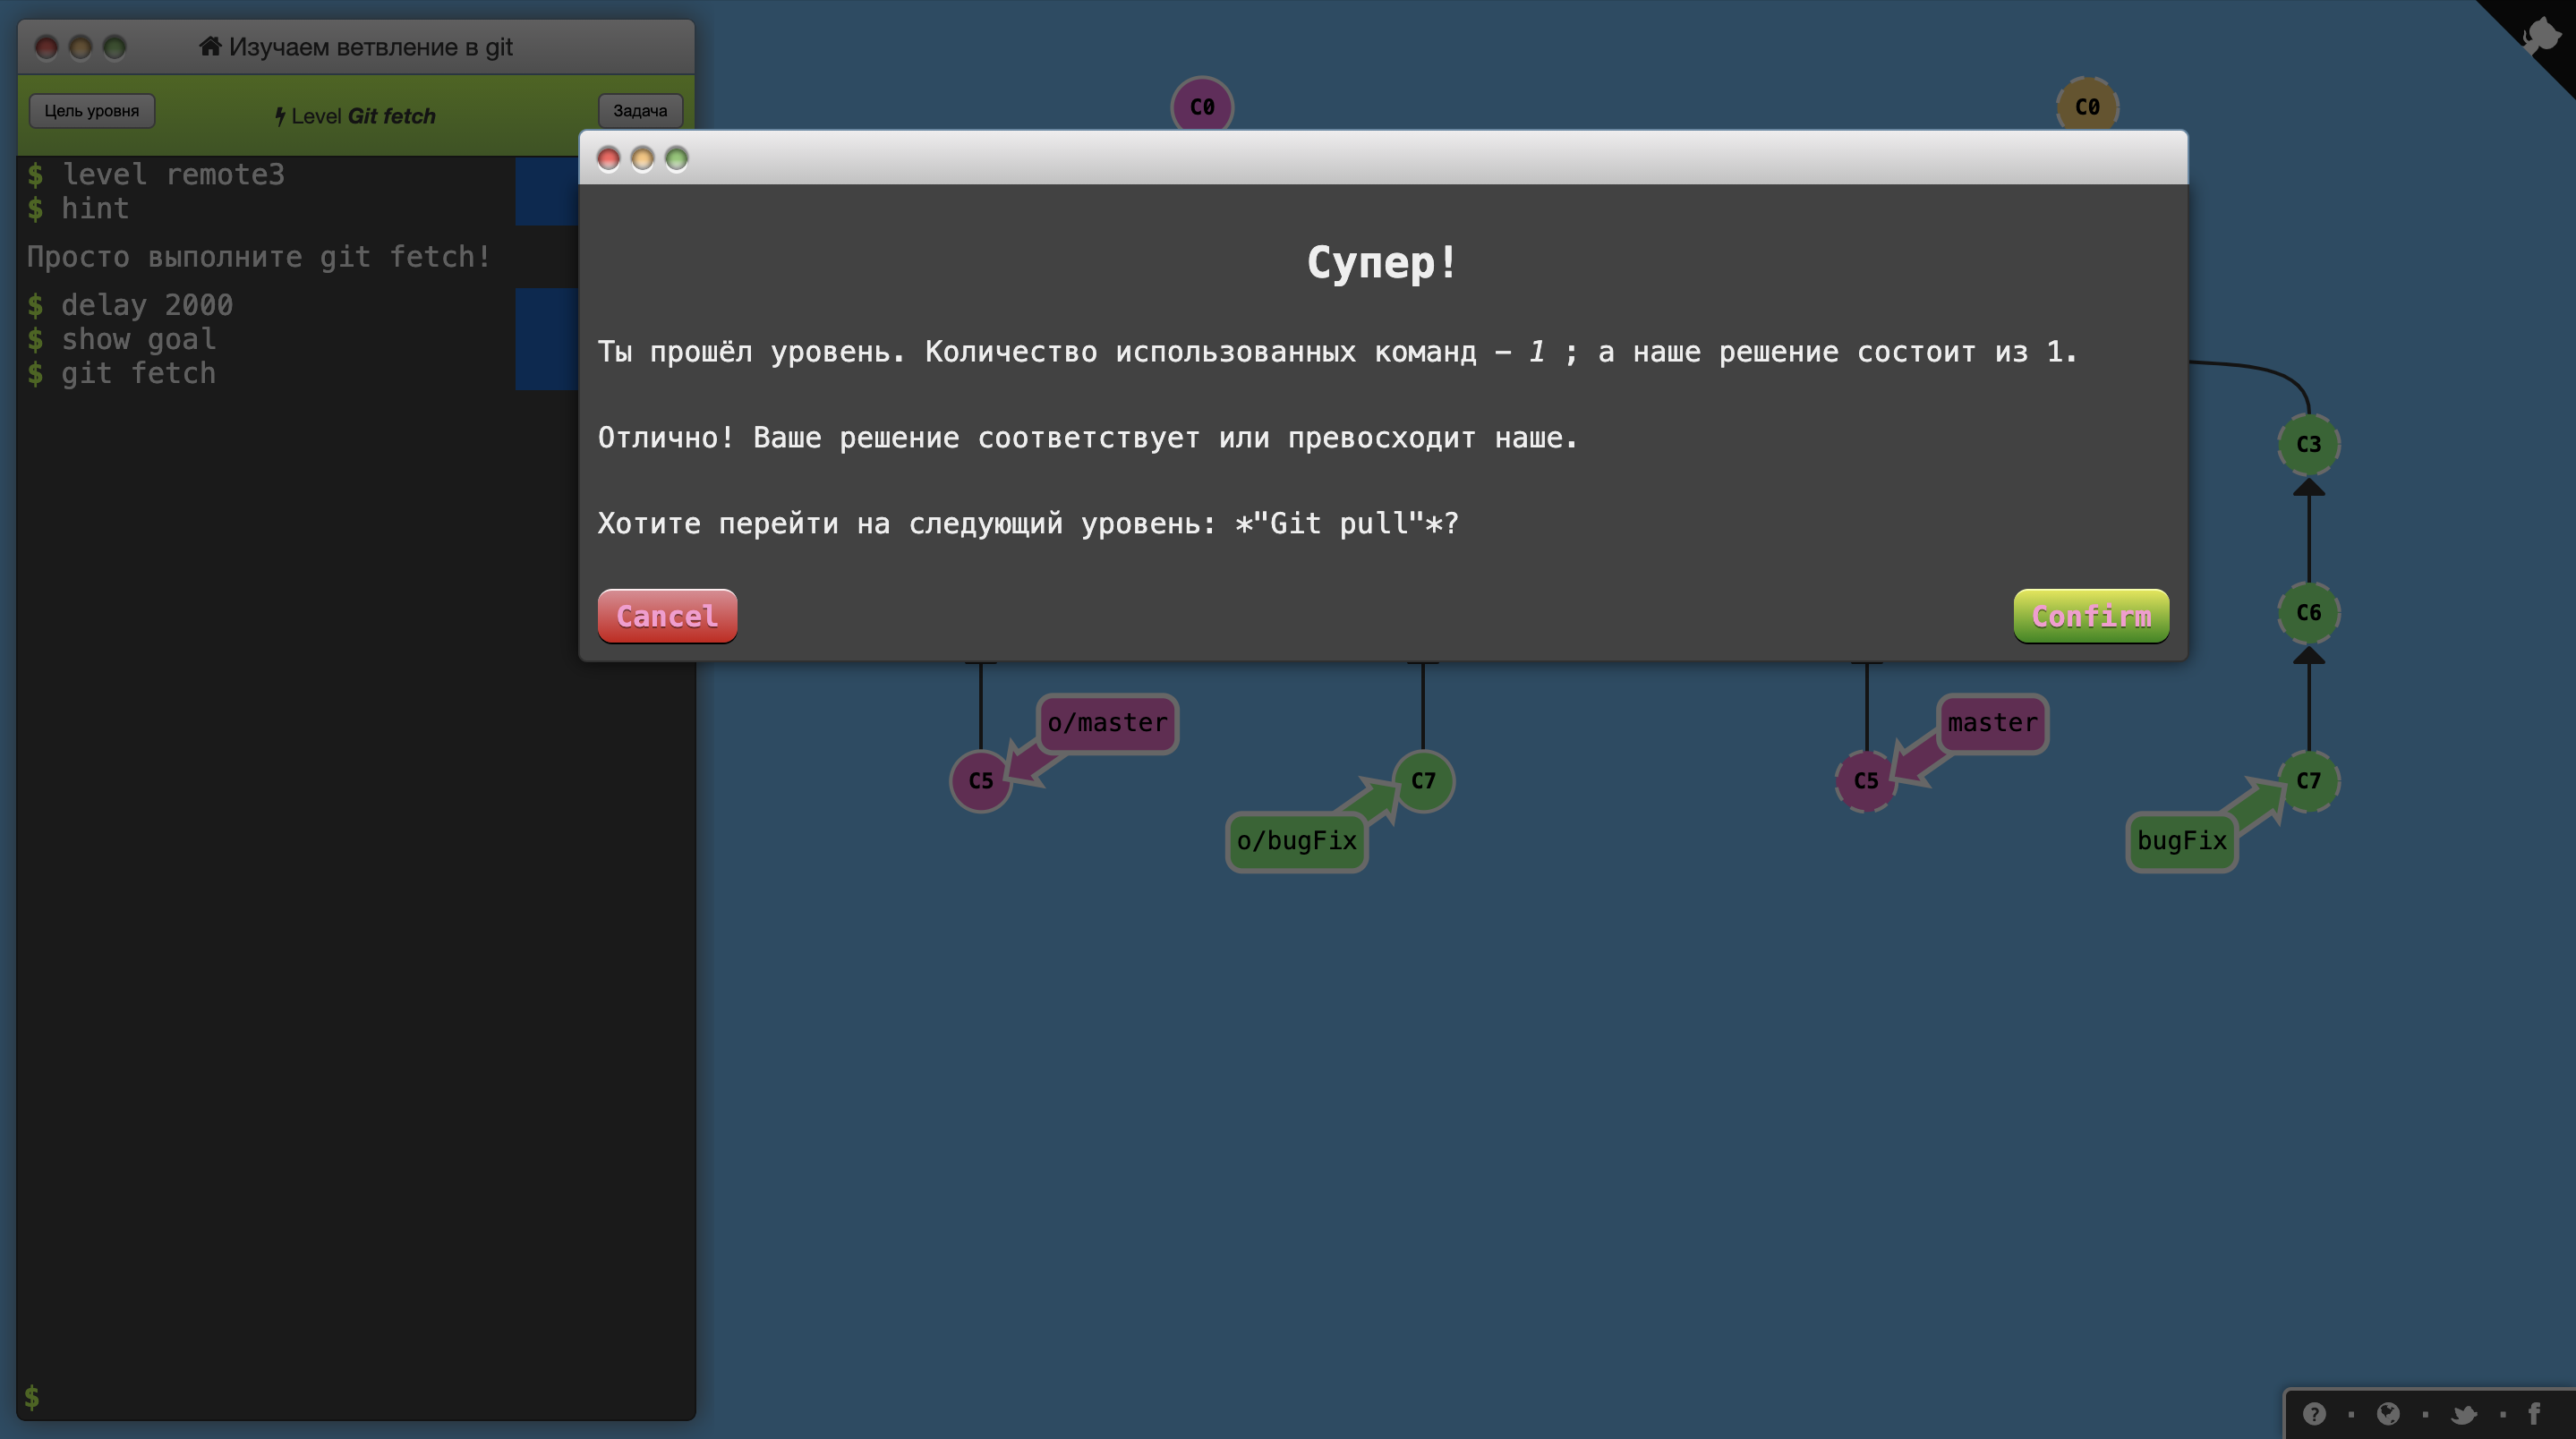 Изучаем ветвление в git
Цель уровня
Level Git fetch
Задача
$ level remote3
$ hint
Просто выполните git fetch!
$ delay 2000
$ show goal
$ git fetch
$
C0
C0
Супер!
Ты прошёл уровень. Количество использованных команд – 1 ; а наше решение состоит из 1.
Отлично! Ваше решение соответствует или превосходит наше.
Хотите перейти на следующий уровень: *"Git pull"*?
Cancel
Confirm
C3
C6
o/master
master
C5
C7
C5
C7
o/bugFix
bugFix